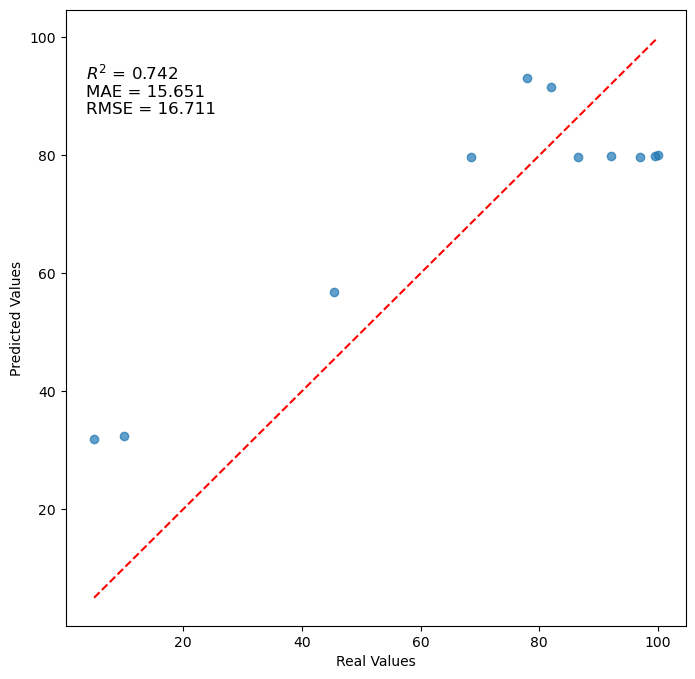 100
80
60
40
20
Predicted Values
R² = 0.742
MAE = 15.651
RMSE = 16.711
20 40 60 80 100
Real Values